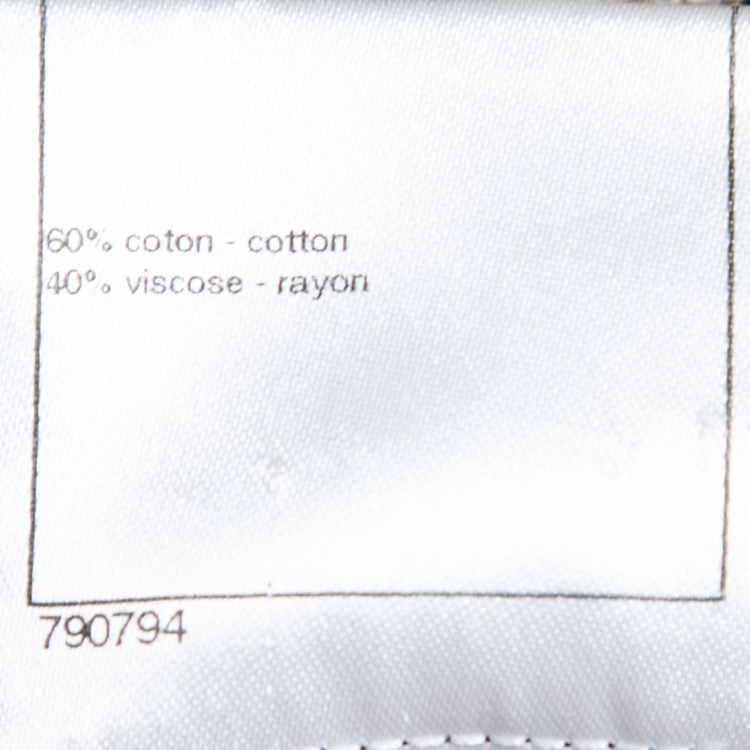 60% coton - cotton
40% viscose - rayon
790794